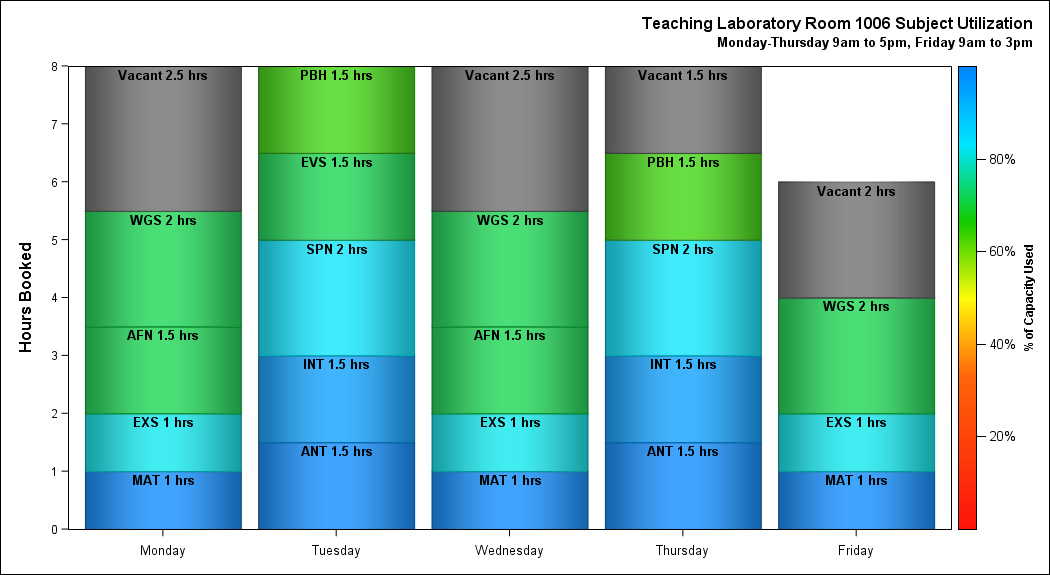 Teaching Laboratory Room 1006 Subject Utilization
Monday-Thursday 9am to 5pm, Friday 9am to 3pm
Hours Booked
8
7
6
5
4
3
2
1
0
Vacant 2.5 hrs
WGS 2 hrs
AFN 1.5 hrs
EXS 1 hrs
MAT 1 hrs
Monday
PBH 1.5 hrs
EVS 1.5 hrs
SPN 2 hrs
INT 1.5 hrs
ANT 1.5 hrs
Tuesday
Vacant 2.5 hrs
WGS 2 hrs
AFN 1.5 hrs
EXS 1 hrs
MAT 1 hrs
Wednesday
Vacant 1.5 hrs
PBH 1.5 hrs
SPN 2 hrs
INT 1.5 hrs
ANT 1.5 hrs
Thursday
Vacant 2 hrs
WGS 2 hrs
EXS 1 hrs
MAT 1 hrs
Friday
80%
60%
40%
20%
% of Capacity Used